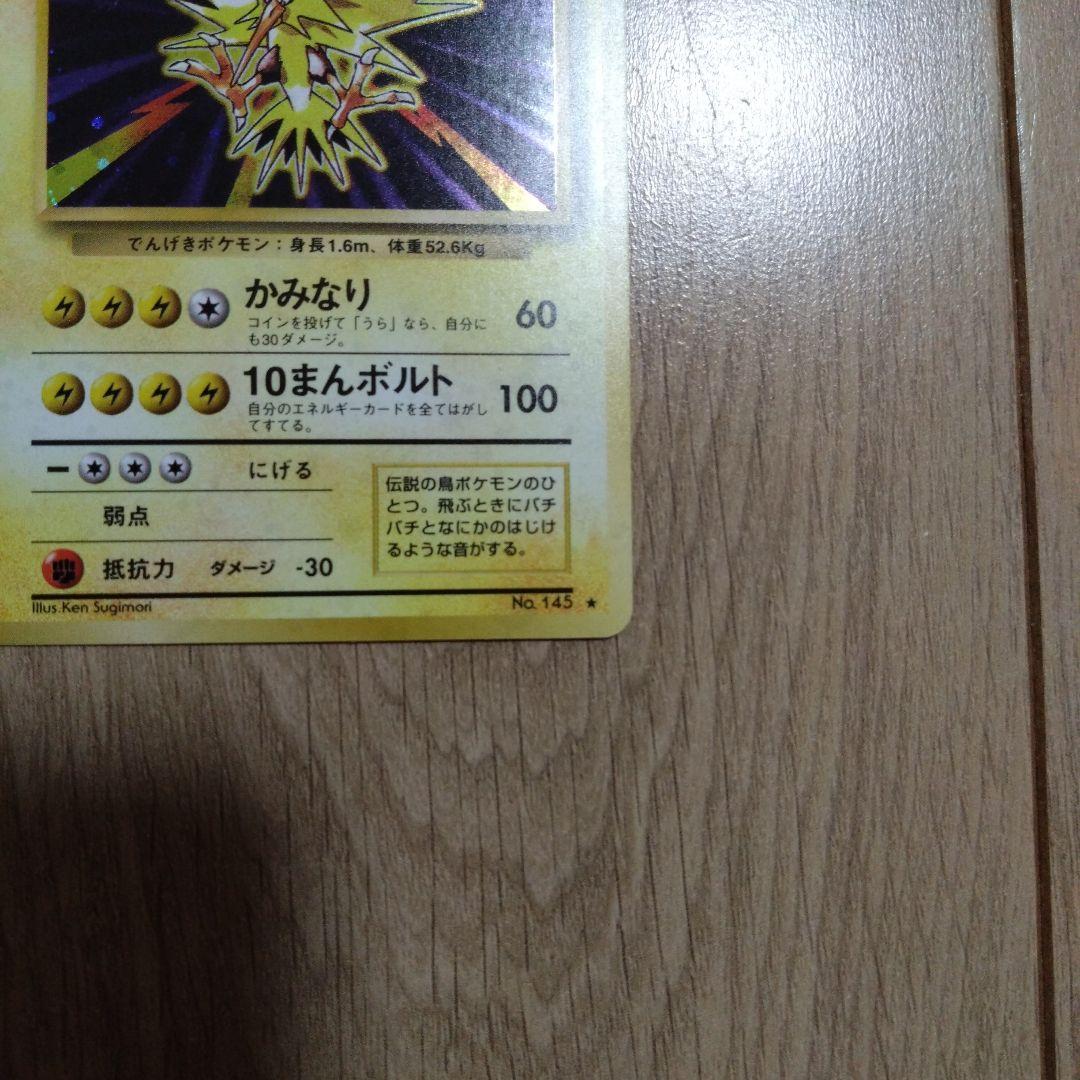 でんげきポケモン：身長1.6m、体重52.6Kg
かみなり 60
コインを投げて「うら」なら、自分に
も30ダメージ。
10まんボルト 100
自分のエネルギーカードを全てはがし
てすてる。
にげる
弱点
抵抗力 ダメージ -30
伝説の鳥ポケモンのひ
とつ。飛ぶときにバチ
バチとなにかのはじけ
るような音がする。
Illus.Ken Sugimori No. 145 ★